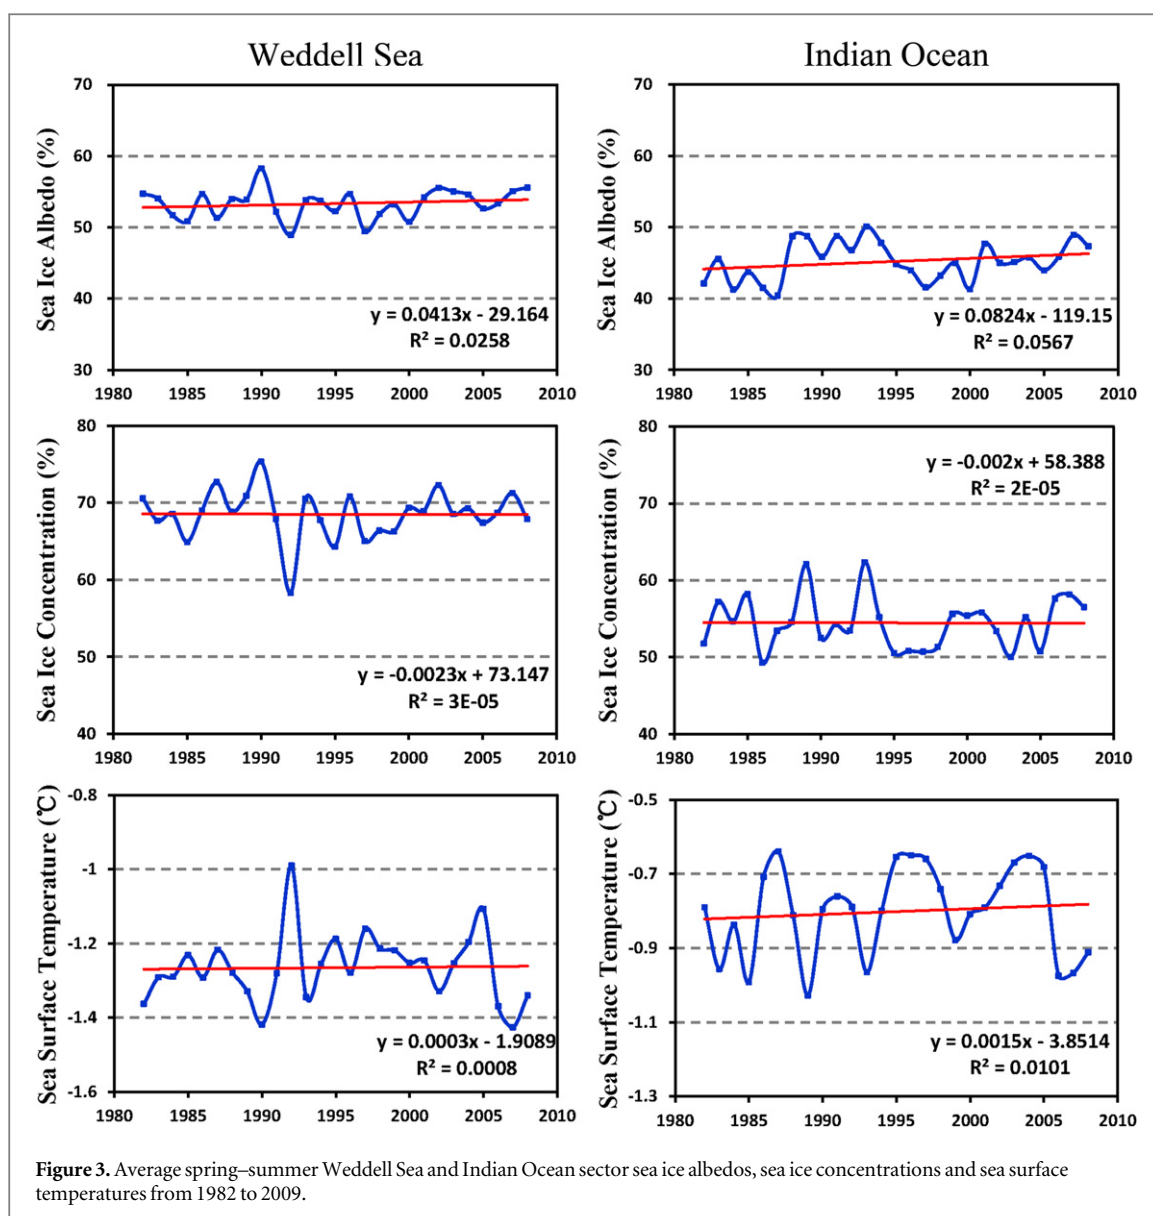 Weddell Sea
Indian Ocean
Sea Ice Albedo (%)
70
60
50
40
30
y = 0.0413x - 29.164
R² = 0.0258
1980 1985 1990 1995 2000 2005 2010
Sea Ice Albedo (%)
70
60
50
40
30
y = 0.0824x - 119.15
R² = 0.0567
1980 1985 1990 1995 2000 2005 2010
Sea Ice Concentration (%)
80
70
60
50
40
y = -0.0023x + 73.147
R² = 3E-05
1980 1985 1990 1995 2000 2005 2010
Sea Ice Concentration (%)
80
70
60
50
40
y = -0.002x + 58.388
R² = 2E-05
1980 1985 1990 1995 2000 2005 2010
Sea Surface Temperature (℃)
-0.8
-1
-1.2
-1.4
-1.6
y = 0.0003x - 1.9089
R² = 0.0008
1980 1985 1990 1995 2000 2005 2010
Sea Surface Temperature (℃)
-0.5
-0.7
-0.9
-1.1
-1.3
y = 0.0015x - 3.8514
R² = 0.0101
1980 1985 1990 1995 2000 2005 2010
Figure 3. Average spring–summer Weddell Sea and Indian Ocean sector sea ice albedos, sea ice concentrations and sea surface
temperatures from 1982 to 2009.